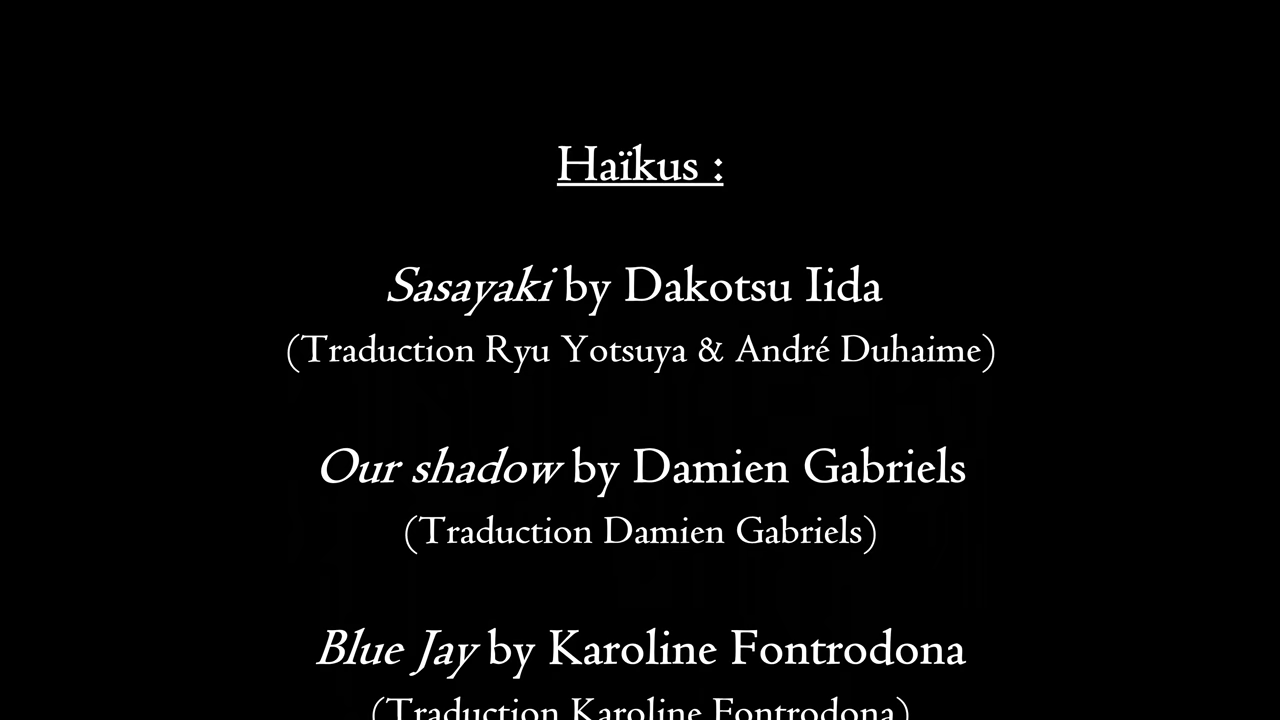 Haïkus :
Sasayaki by Dakotsu Iida
(Traduction Ryu Yotsuya & André Duhaime)
Our shadow by Damien Gabriels
(Traduction Damien Gabriels)
Blue Jay by Karoline Fontrodona
(Traduction Karoline Fontrodona)